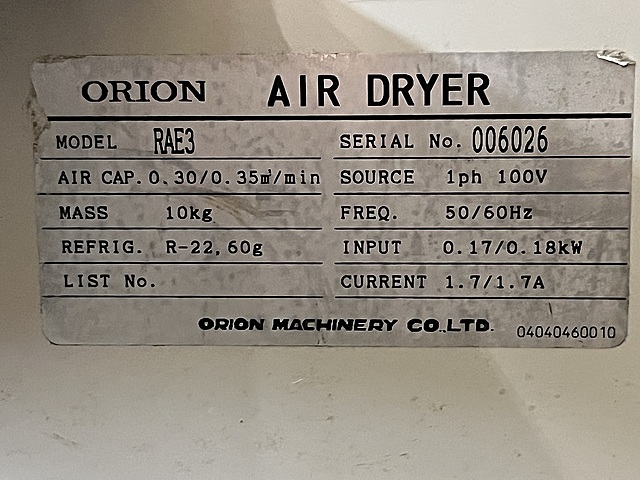 ORION AIR DRYER
MODEL RAE3 SERIAL No. 006026
AIR CAP. 0.30/0.35㎥/min SOURCE 1ph 100V
MASS 10kg FREQ. 50/60Hz
REFRIG. R-22, 60g INPUT 0.17/0.18kW
LIST No. CURRENT 1.7/1.7A
ORION MACHINERY CO.,LTD. 04040460010